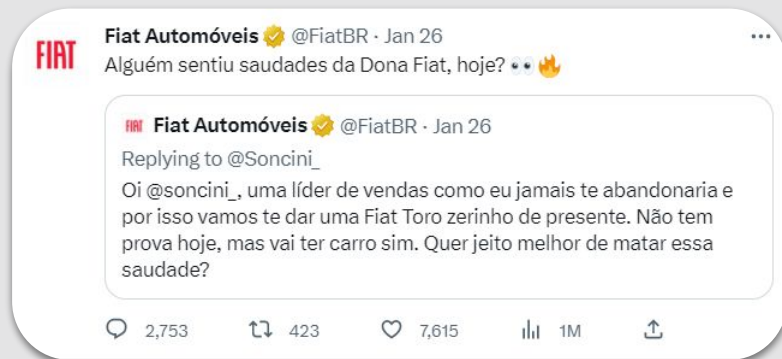 FIAT
Fiat Automóveis @FiatBR · Jan 26
Alguém sentiu saudades da Dona Fiat, hoje? 👀🔥
FIAT Fiat Automóveis @FiatBR · Jan 26
Replying to @Soncini_
Oi @soncini_, uma líder de vendas como eu jamais te abandonaria e
por isso vamos te dar uma Fiat Toro zerinho de presente. Não tem
prova hoje, mas vai ter carro sim. Quer jeito melhor de matar essa
saudade?
2,753 423 7,615 1M